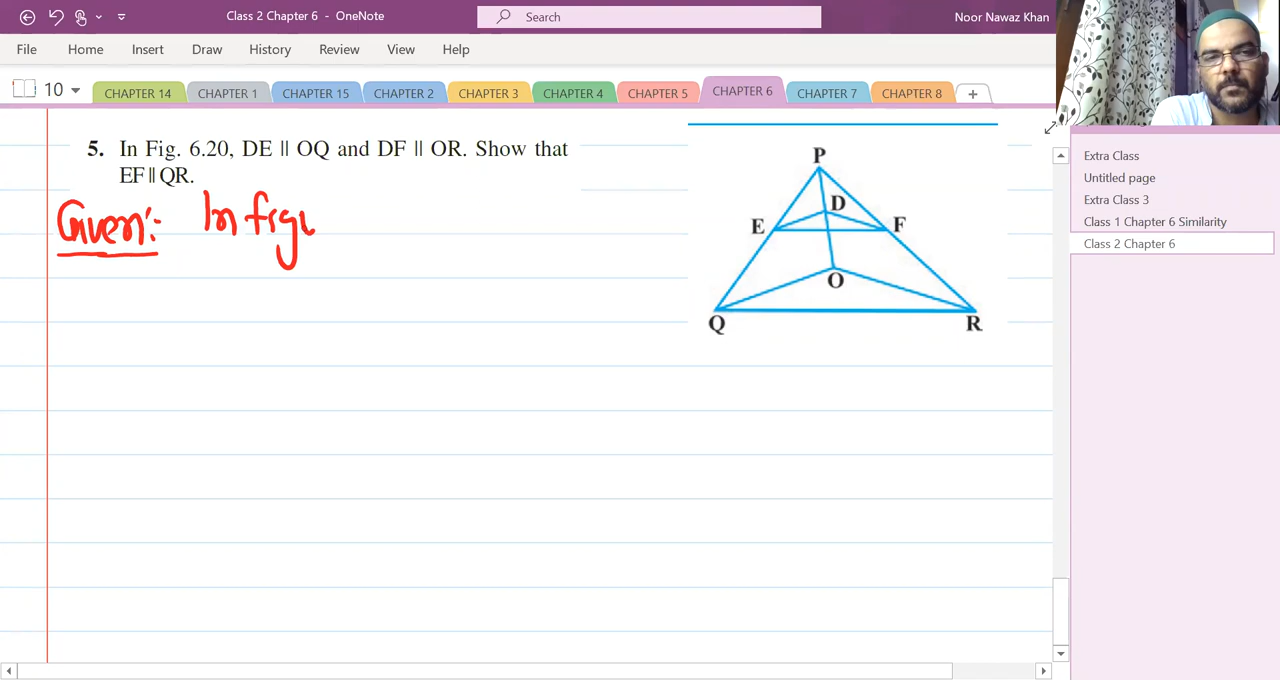 Class 2 Chapter 6 - OneNote
Search
Noor Nawaz Khan
File Home Insert Draw History Review View Help
10
CHAPTER 14 CHAPTER 1 CHAPTER 15 CHAPTER 2 CHAPTER 3 CHAPTER 4 CHAPTER 5 CHAPTER 6 CHAPTER 7 CHAPTER 8 +
5. In Fig. 6.20, DE || OQ and DF || OR. Show that
EF || QR.
Given:- In figu
P
D
E F
O
Q R
Extra Class
Untitled page
Extra Class 3
Class 1 Chapter 6 Similarity
Class 2 Chapter 6